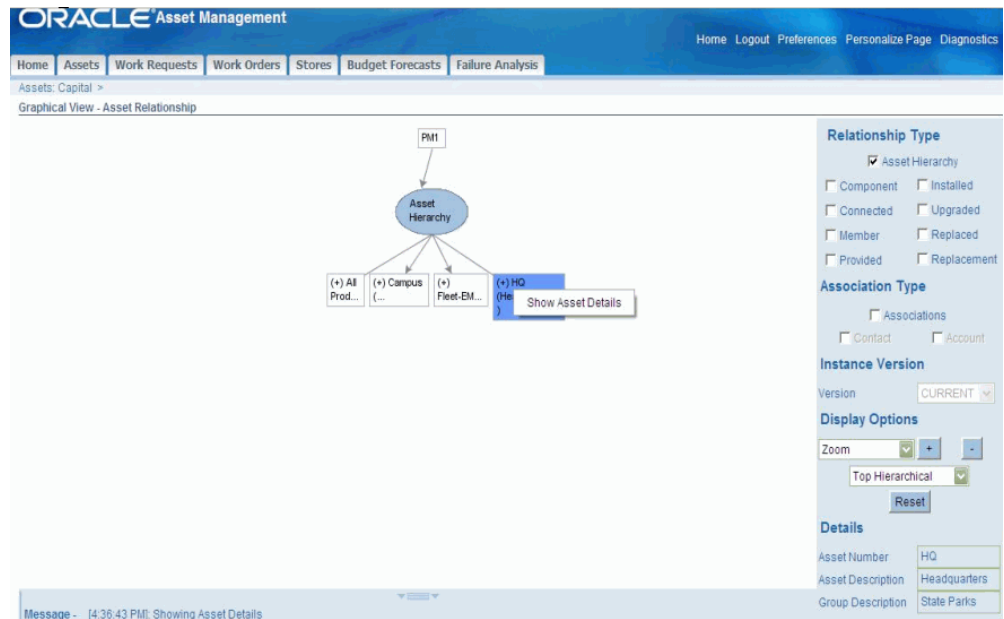 ORACLE Asset Management
Home Logout Preferences Personalize Page Diagnostics
Home Assets Work Requests Work Orders Stores Budget Forecasts Failure Analysis
Assets: Capital >
Graphical View - Asset Relationship
PM1
Asset
Hierarchy
(+) All
Prod...
(+) Campus
(...
(+)
Fleet-EM...
(+) HQ
(He
)
Show Asset Details
Relationship Type
Asset Hierarchy
Component Installed
Connected Upgraded
Member Replaced
Provided Replacement
Association Type
Associations
Contact Account
Instance Version
Version CURRENT
Display Options
Zoom + -
Top Hierarchical
Reset
Details
Asset Number HQ
Asset Description Headquarters
Group Description State Parks
Message - [4:36:43 PM]: Showing Asset Details